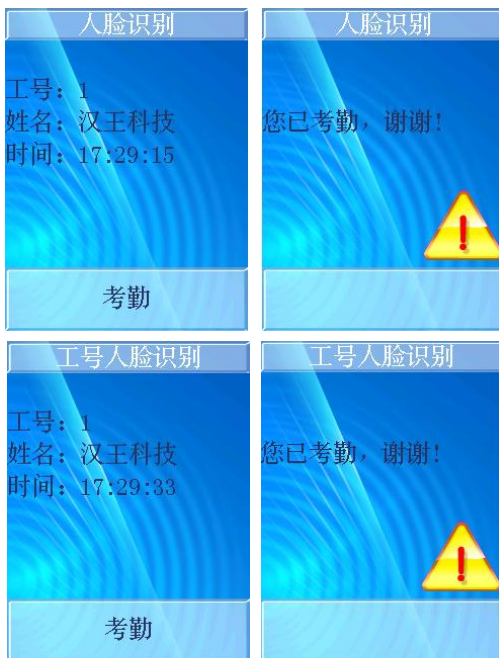 人脸识别
工号：1
姓名：汉王科技
时间：17:29:15
考勤
人脸识别
您已考勤，谢谢！
工号人脸识别
工号：1
姓名：汉王科技
时间：17:29:33
考勤
工号人脸识别
您已考勤，谢谢！